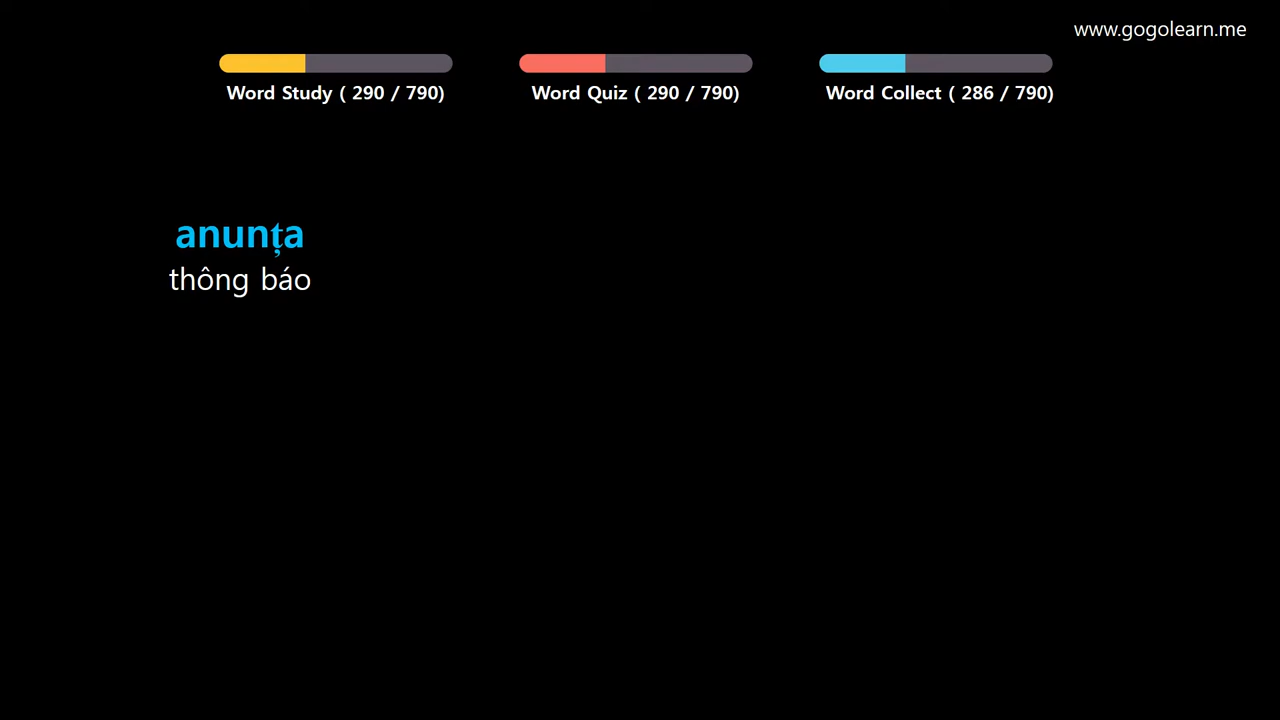 www.gogolearn.me
Word Study ( 290 / 790)
Word Quiz ( 290 / 790)
Word Collect ( 286 / 790)
anunța
thông báo